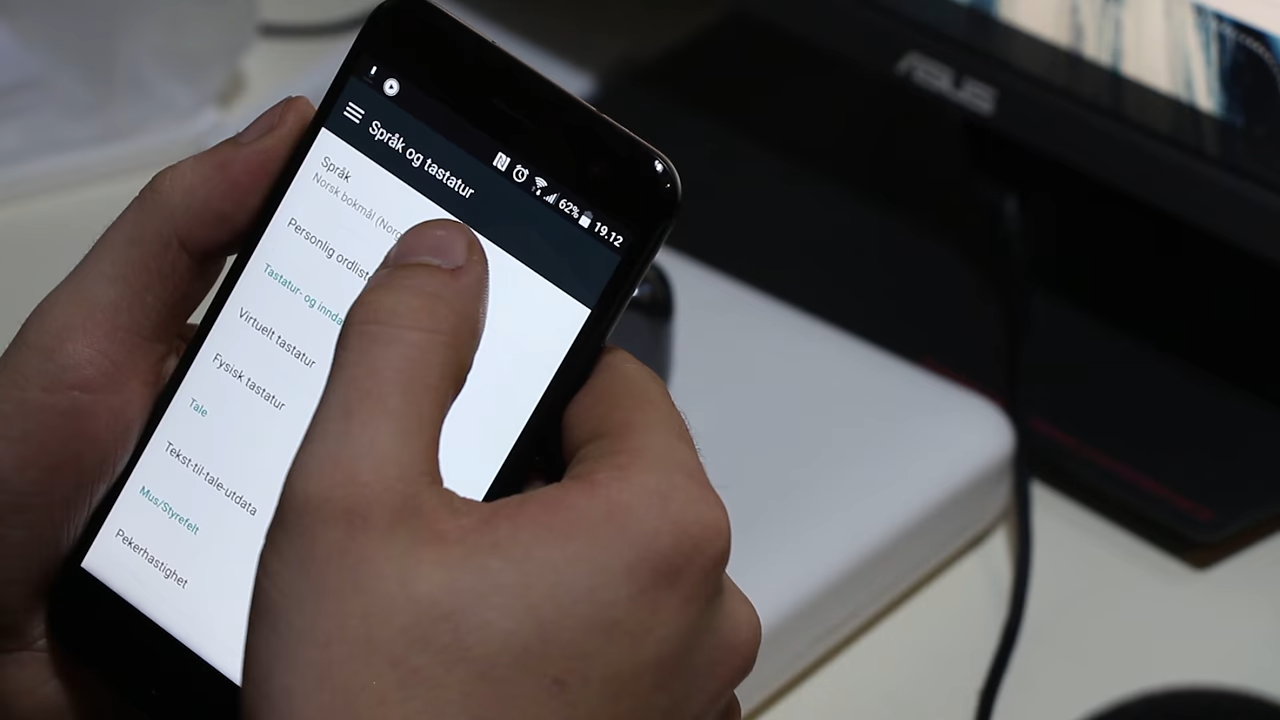 62% 19.12
Språk og tastatur
Språk
Norsk bokmål (Norg
Personlig ordlist
Tastatur- og innda
Virtuelt tastatur
Fysisk tastatur
Tale
Tekst-til-tale-utdata
Mus/Styrefelt
Pekerhastighet
ASUS